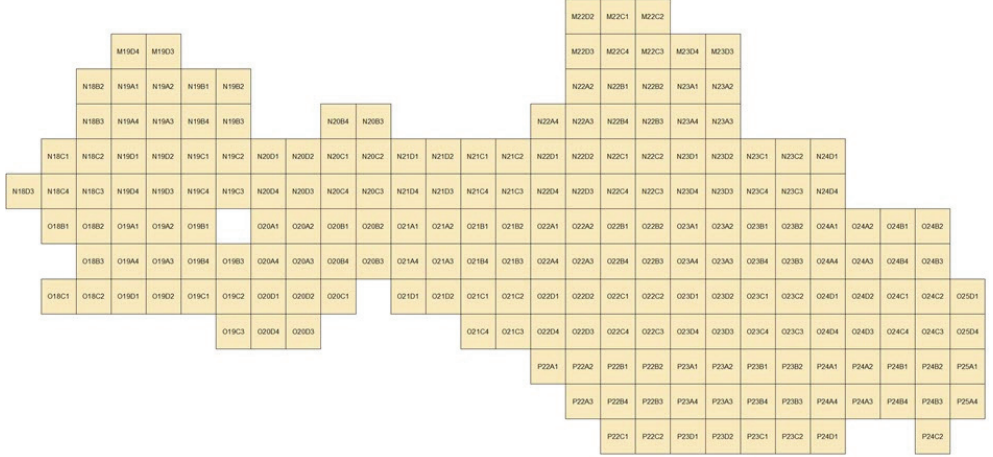 M22D2 M22C1 M22C2
M19D4 M19D3 M22D3 M22C4 M22C3 M23D4 M23D3
N18B2 N19A1 N19A2 N19B1 N19B2 N22A2 N22B1 N22B2 N23A1 N23A2
N18B3 N19A4 N19A3 N19B4 N19B3 N20B4 N20B3 N22A4 N22A3 N22B4 N22B3 N23A4 N23A3
N18C1 N18C2 N19D1 N19D2 N19C1 N19C2 N20D1 N20D2 N20C1 N20C2 N21D1 N21D2 N21C1 N21C2 N22D1 N22D2 N22C1 N22C2 N23D1 N23D2 N23C1 N23C2 N24D1
N18D3 N18C4 N18C3 N19D4 N19D3 N19C4 N19C3 N20D4 N20D3 N20C4 N20C3 N21D4 N21D3 N21C4 N21C3 N22D4 N22D3 N22C4 N22C3 N23D4 N23D3 N23C4 N23C3 N24D4
O18B1 O18B2 O19A1 O19A2 O19B1 O20A1 O20A2 O20B1 O20B2 O21A1 O21A2 O21B1 O21B2 O22A1 O22A2 O22B1 O22B2 O23A1 O23A2 O23B1 O23B2 O24A1 O24A2 O24B1 O24B2
O18B3 O19A4 O19A3 O19B4 O19B3 O20A4 O20A3 O20B4 O20B3 O21A4 O21A3 O21B4 O21B3 O22A4 O22A3 O22B4 O22B3 O23A4 O23A3 O23B4 O23B3 O24A4 O24A3 O24B4 O24B3
O18C1 O18C2 O19D1 O19D2 O19C1 O19C2 O20D1 O20D2 O20C1 O21D1 O21D2 O21C1 O21C2 O22D1 O22D2 O22C1 O22C2 O23D1 O23D2 O23C1 O23C2 O24D1 O24D2 O24C1 O24C2 O25D1
O19C3 O20D4 O20D3 O21C4 O21C3 O22D4 O22D3 O22C4 O22C3 O23D4 O23D3 O23C4 O23C3 O24D4 O24D3 O24C4 O24C3 O25D4
P22A1 P22A2 P22B1 P22B2 P23A1 P23A2 P23B1 P23B2 P24A1 P24A2 P24B1 P24B2 P25A1
P22A3 P22B4 P22B3 P23A4 P23A3 P23B4 P23B3 P24A4 P24A3 P24B4 P24B3 P25A4
P22C1 P22C2 P23D1 P23D2 P23C1 P23C2 P24D1 P24C2